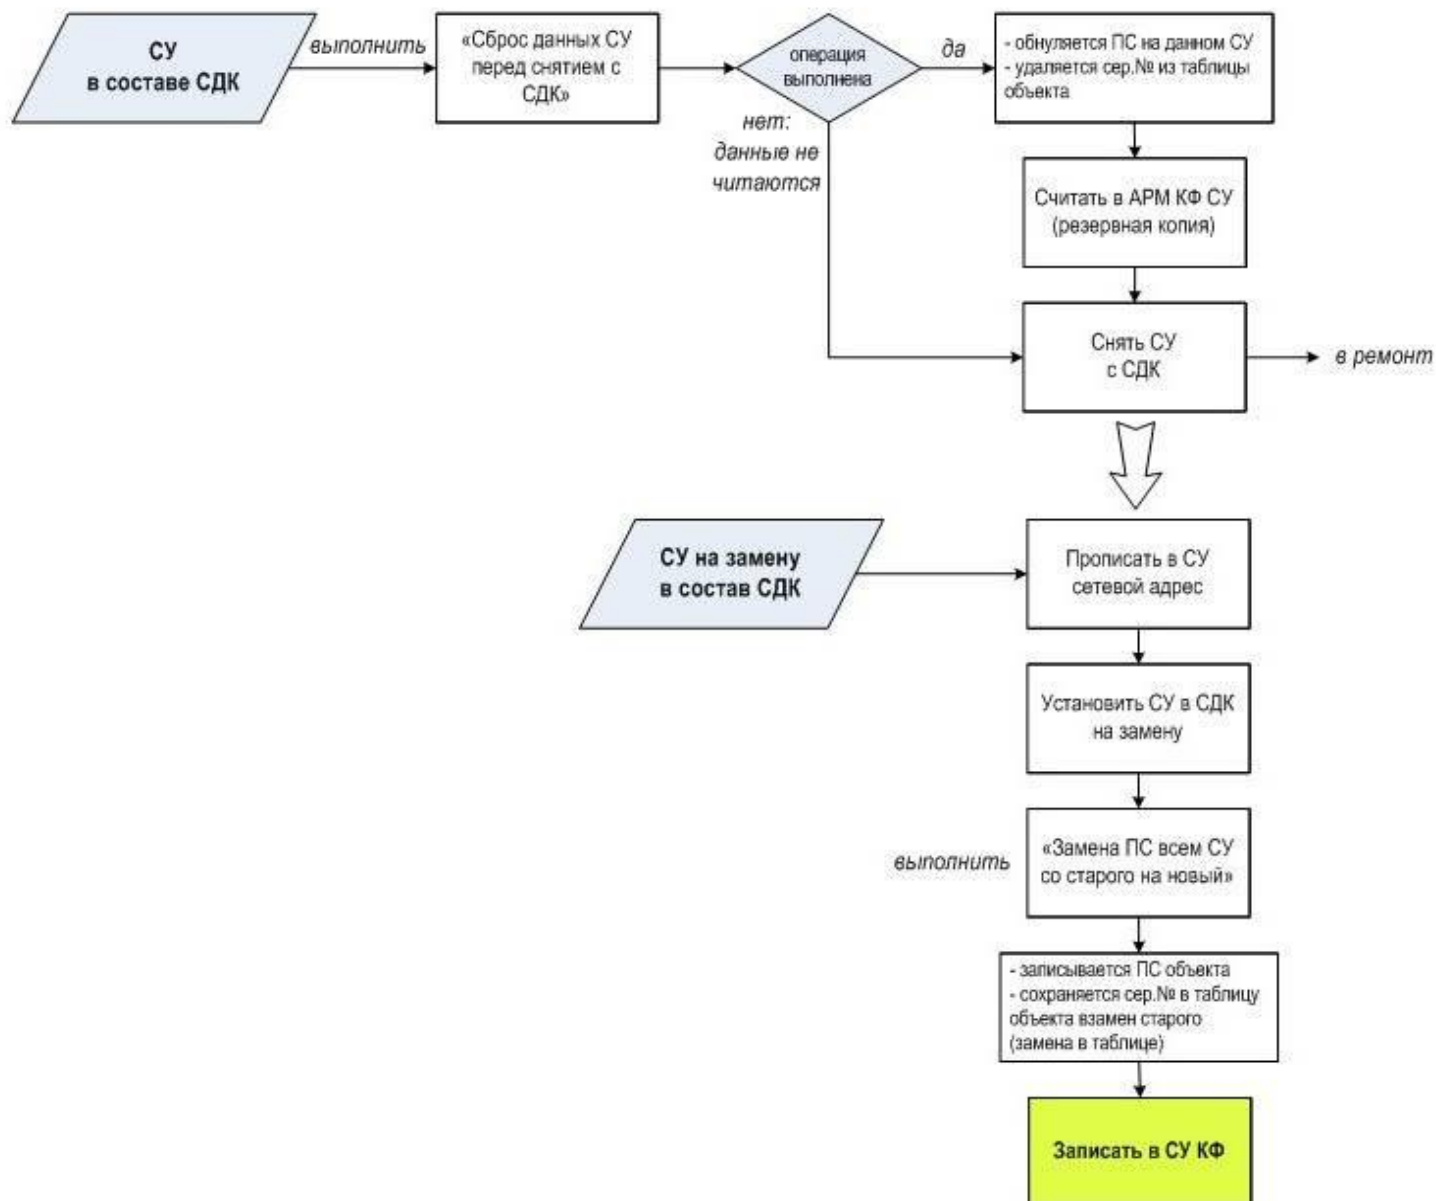 СУ
в составе СДК
выполнить
«Сброс данных СУ
перед снятием с
СДК»
операция
выполнена
да
- обнуляется ПС на данном СУ
- удаляется сер.№ из таблицы
объекта
нет:
данные не
читаются
Считать в АРМ КФ СУ
(резервная копия)
Снять СУ
с СДК
в ремонт
СУ на замену
в состав СДК
Прописать в СУ
сетевой адрес
Установить СУ в СДК
на замену
выполнить
«Замена ПС всем СУ
со старого на новый»
- записывается ПС объекта
- сохраняется сер.№ в таблицу
объекта взамен старого
(замена в таблице)
Записать в СУ КФ